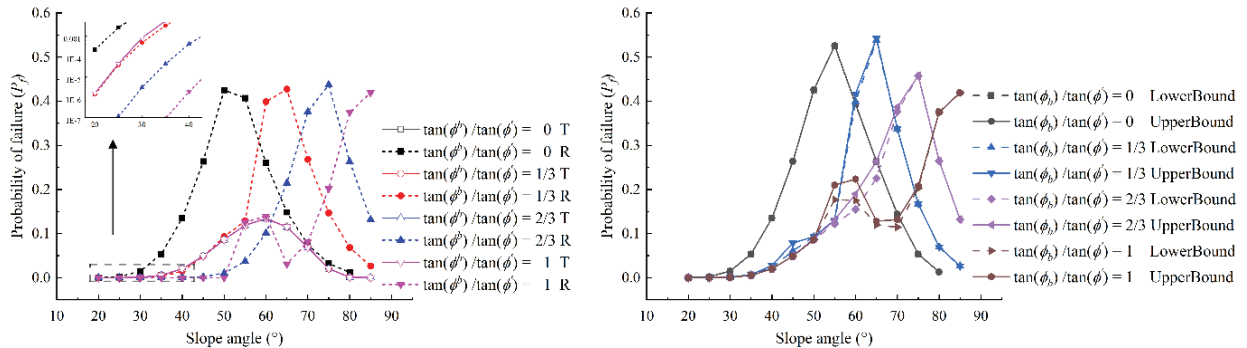 0.6
0.5
0.4
0.3
0.2
0.1
0.0
Probability of failure (Pf)
0.001
1E-4
1E-5
1E-6
1E-7
20 30 40
10 20 30 40 50 60 70 80 90
Slope angle (°)
tan(ϕᵇ) /tan(ϕ′) = 0 T
tan(ϕᵇ) /tan(ϕ′) = 0 R
tan(ϕᵇ) /tan(ϕ′) = 1/3 T
tan(ϕᵇ) /tan(ϕ′) = 1/3 R
tan(ϕᵇ) /tan(ϕ′) = 2/3 T
tan(ϕᵇ) /tan(ϕ′) − 2/3 R
tan(ϕᵇ) /tan(ϕ′) = 1 T
tan(ϕᵇ) /tan(ϕ′) − 1 R
0.6
0.5
0.4
0.3
0.2
0.1
0.0
Probability of failure (Pf)
10 20 30 40 50 60 70 80 90
Slope angle (°)
tan(ϕb) /tan(ϕ′) = 0 LowerBound
tan(ϕb) /tan(ϕ′) − 0 UpperBound
tan(ϕb) /tan(ϕ′) = 1/3 LowerBound
tan(ϕb) /tan(ϕ′) = 1/3 UpperBound
tan(ϕb) /tan(ϕ′) = 2/3 LowerBound
tan(ϕb) /tan(ϕ′) = 2/3 UpperBound
tan(ϕb) /tan(ϕ′) − 1 LowerBound
tan(ϕb) /tan(ϕ′) = 1 UpperBound